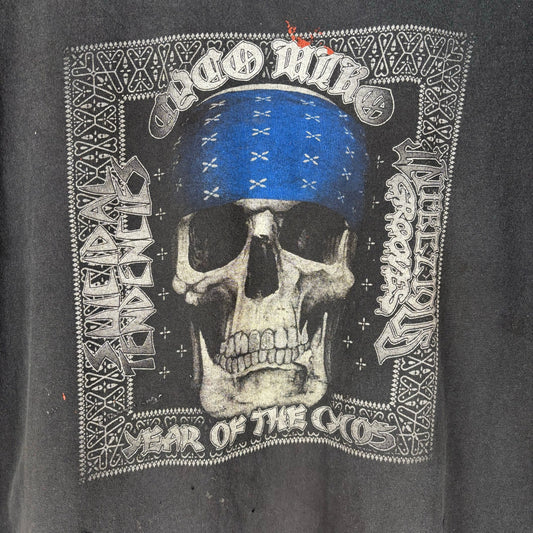 CYCO MIKO
SUICIDAL
TENDENCIES
INFECTIOUS
GROOVES
YEAR OF THE CYCOS